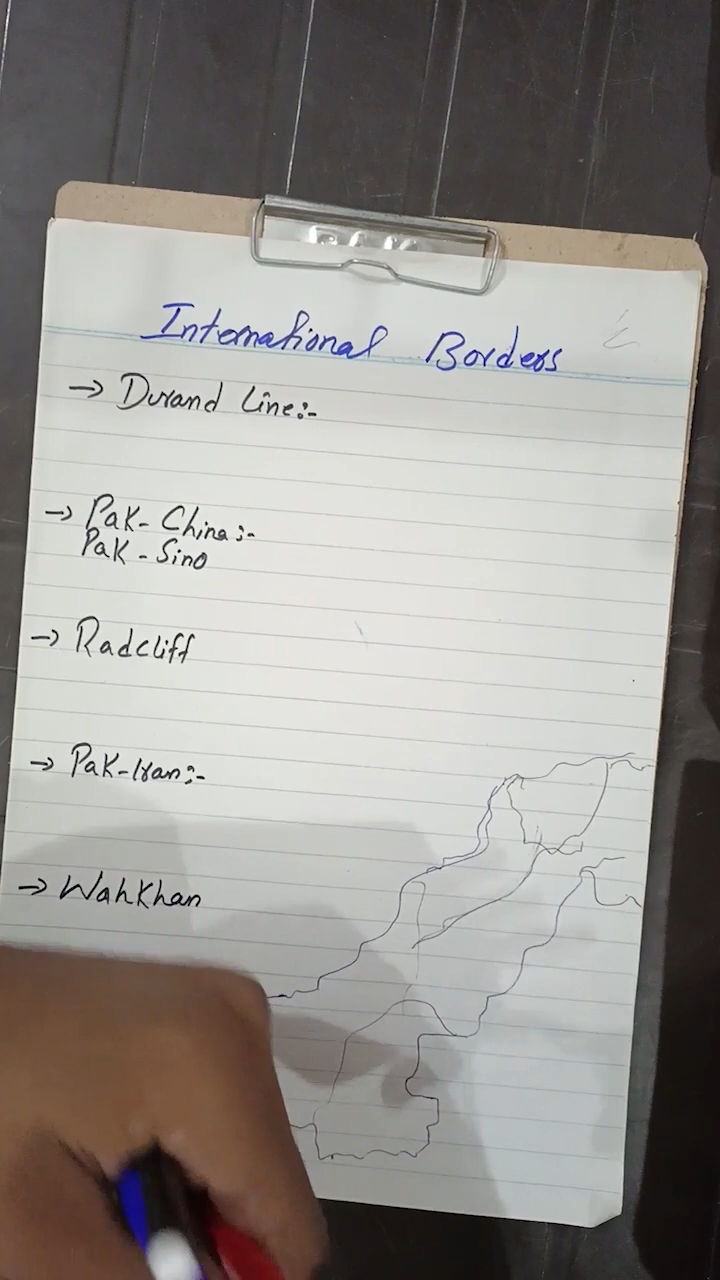 International Borders
→ Durand Line:-
→ Pak- China:-
Pak - Sino
→ Radcliff
→ Pak-Iran:-
→ Wahkhan